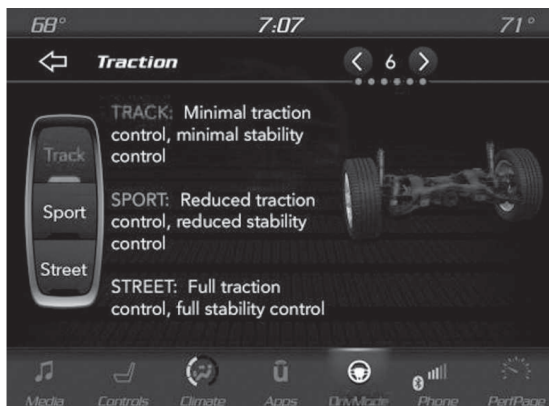 68° 7:07 71°
Traction 6
TRACK: Minimal traction
control, minimal stability
control
Track
SPORT: Reduced traction
control, reduced stability
control
Sport
Street
STREET: Full traction
control, full stability control
Media Controls Climate Apps DrivMode Phone PerfPage